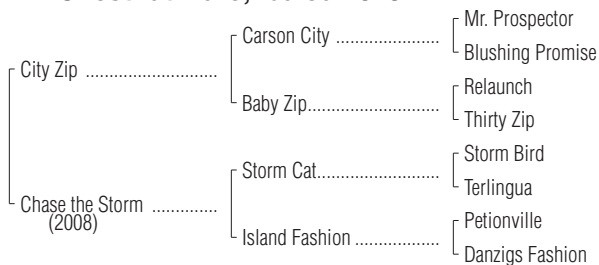 Mr. Prospector
Carson City ........................
Blushing Promise
City Zip ..............................
Relaunch
Baby Zip..............................
Thirty Zip
Storm Bird
Storm Cat............................
Terlingua
Chase the Storm ...............
(2008)
Petionville
Island Fashion ...................
Danzigs Fashion